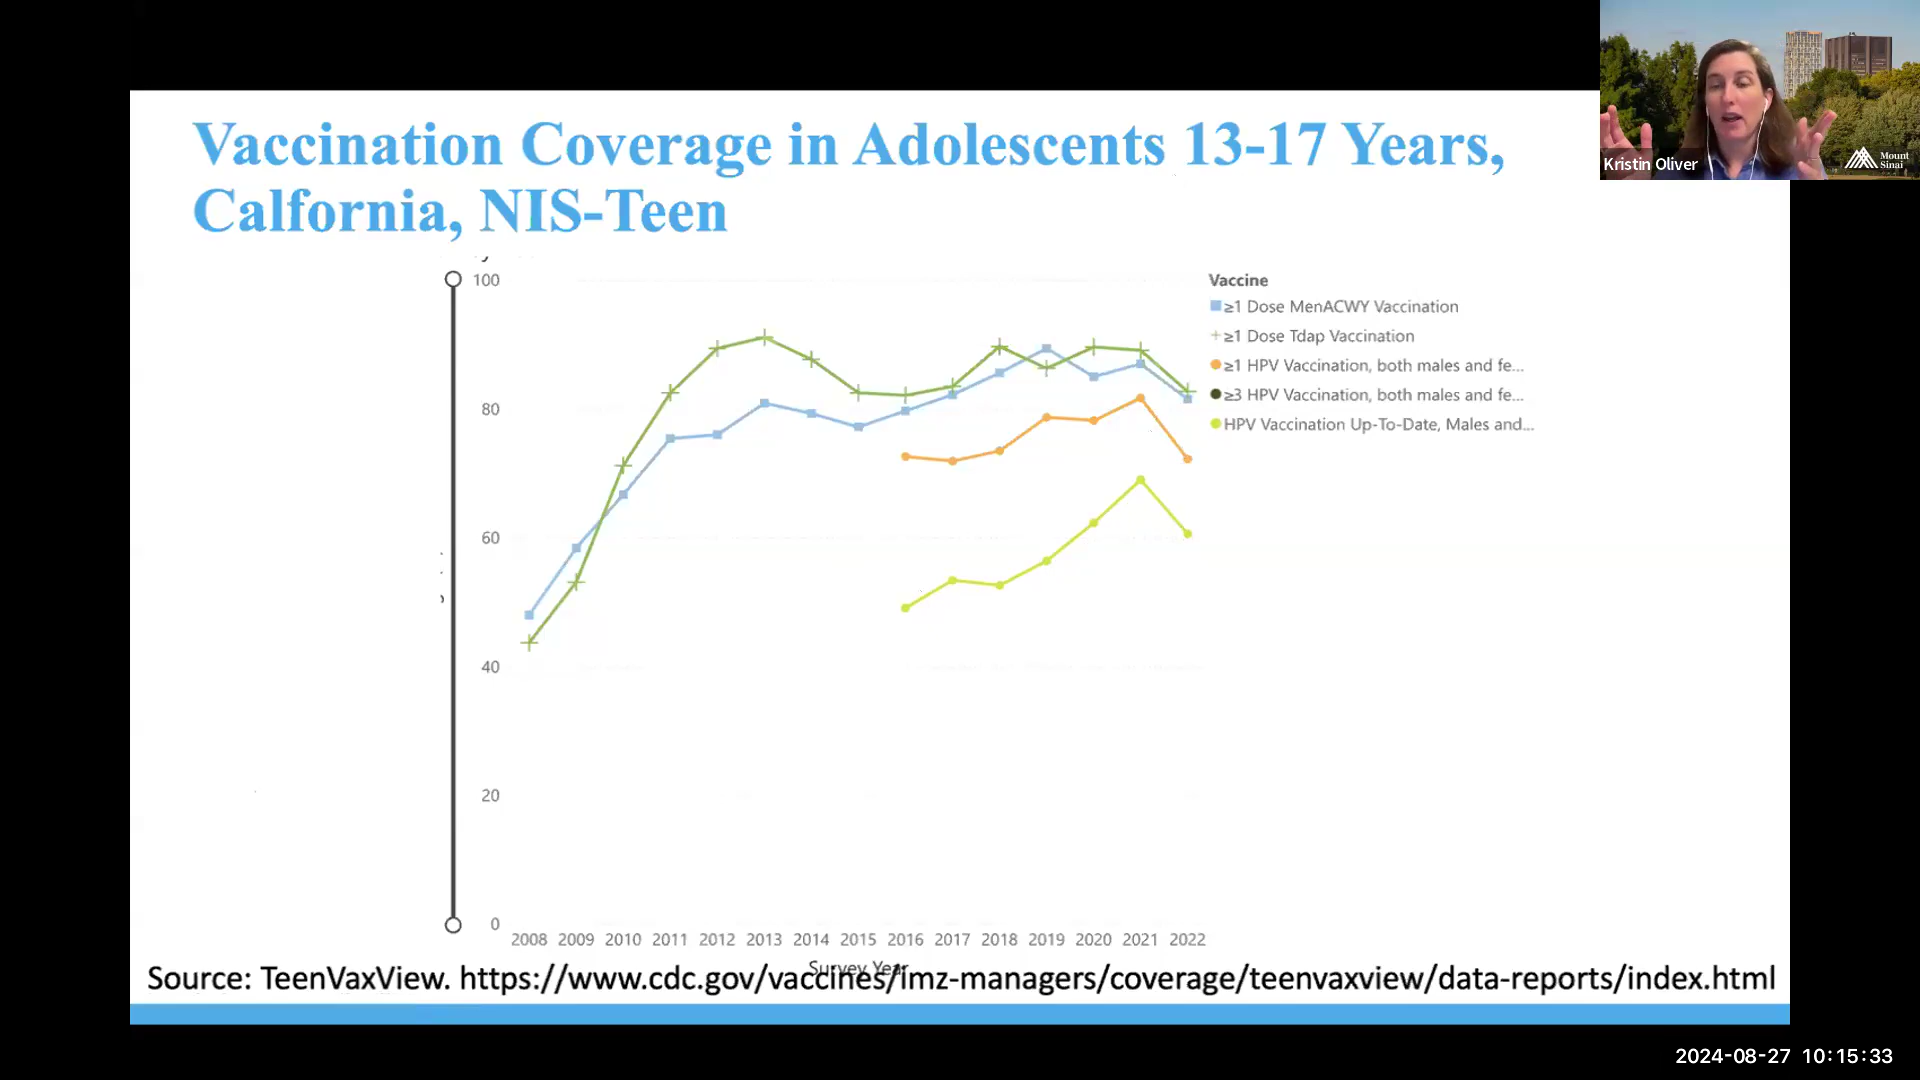 Vaccination Coverage in Adolescents 13-17 Years,
Calfornia, NIS-Teen
Kristin Oliver
Mount
Sinai
100
80
60
40
20
0
Vaccine
≥1 Dose MenACWY Vaccination
≥1 Dose Tdap Vaccination
≥1 HPV Vaccination, both males and fe...
≥3 HPV Vaccination, both males and fe...
HPV Vaccination Up-To-Date, Males and...
2008 2009 2010 2011 2012 2013 2014 2015 2016 2017 2018 2019 2020 2021 2022
Survey Year
Source: TeenVaxView. https://www.cdc.gov/vaccines/imz-managers/coverage/teenvaxview/data-reports/index.html
2024-08-27 10:15:33